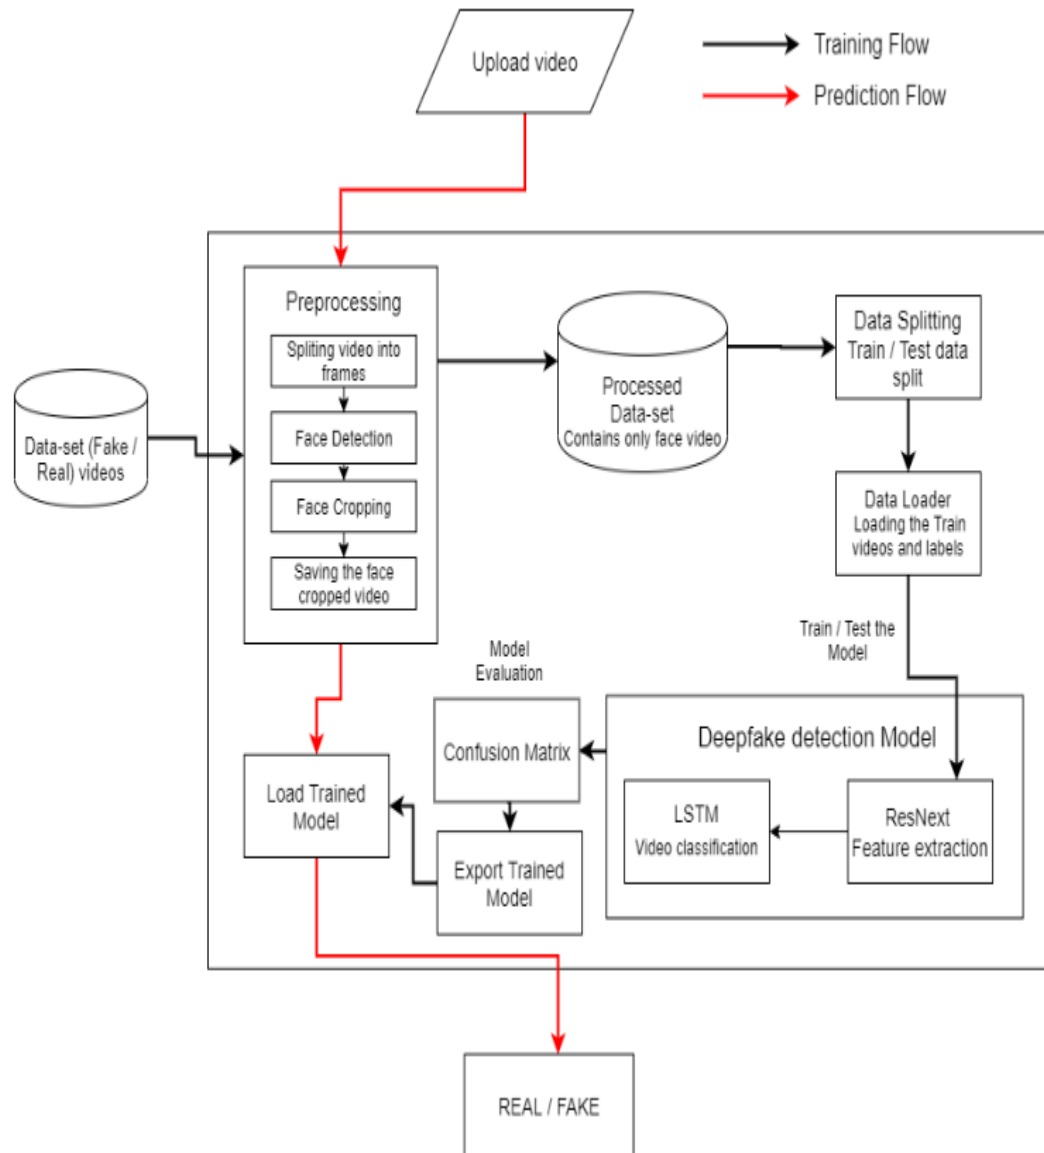 Upload video
Training Flow
Prediction Flow
Preprocessing
Spliting video into
frames
Face Detection
Face Cropping
Saving the face
cropped video
Data-set (Fake /
Real) videos
Processed
Data-set
Contains only face video
Data Splitting
Train / Test data
split
Data Loader
Loading the Train
videos and labels
Train / Test the
Model
Deepfake detection Model
ResNext
Feature extraction
LSTM
Video classification
Model
Evaluation
Confusion Matrix
Export Trained
Model
Load Trained
Model
REAL / FAKE